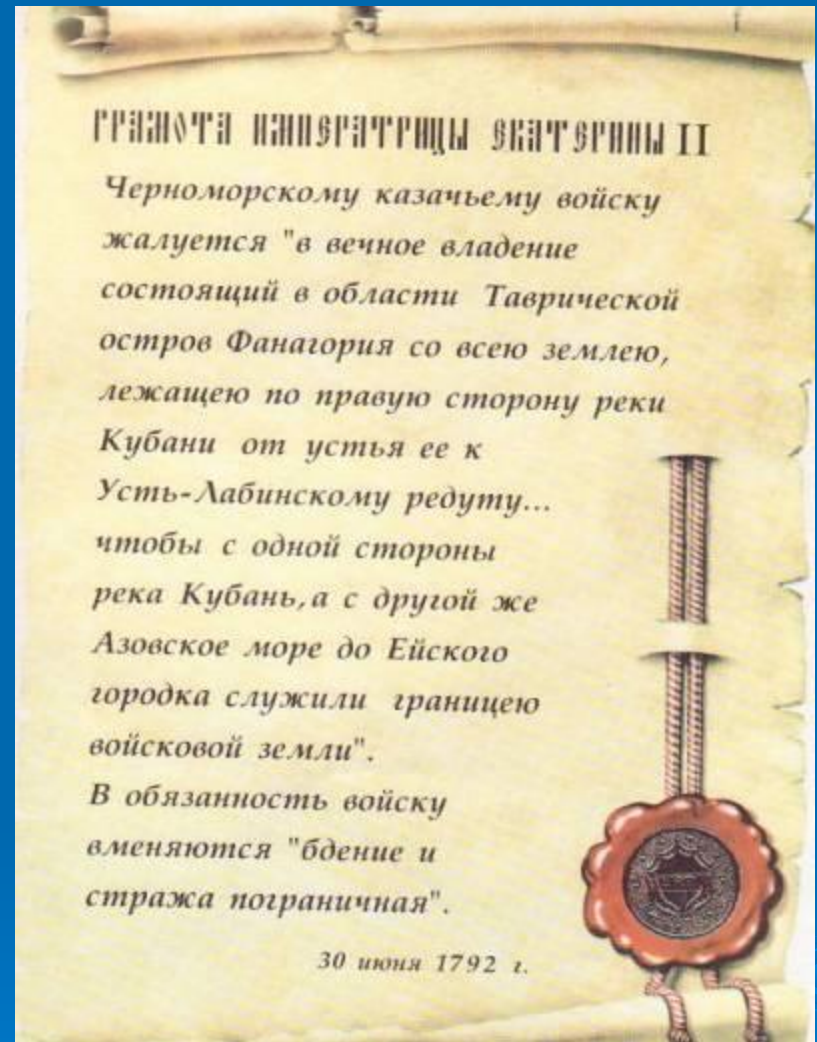 ГРАМОТА ИМПЕРАТРИЦЫ ЕКАТЕРИНЫ II
Черноморскому казачьему войску
жалуется "в вечное владение
состоящий в области Таврической
остров Фанагория со всею землею,
лежащею по правую сторону реки
Кубани от устья ее к
Усть-Лабинскому редуту...
чтобы с одной стороны
река Кубань,а с другой же
Азовское море до Ейского
городка служили границею
войсковой земли".
В обязанность войску
вменяются "бдение и
стража пограничная".
30 июня 1792 г.